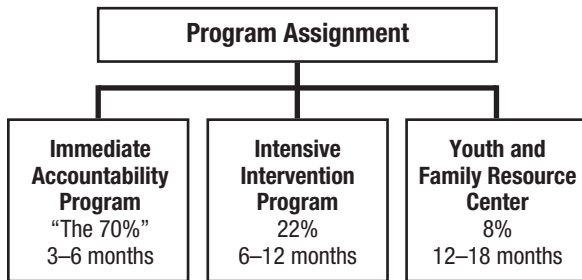 Program Assignment
Immediate
Accountability
Program
“The 70%”
3–6 months
Intensive
Intervention
Program
22%
6–12 months
Youth and
Family Resource
Center
8%
12–18 months